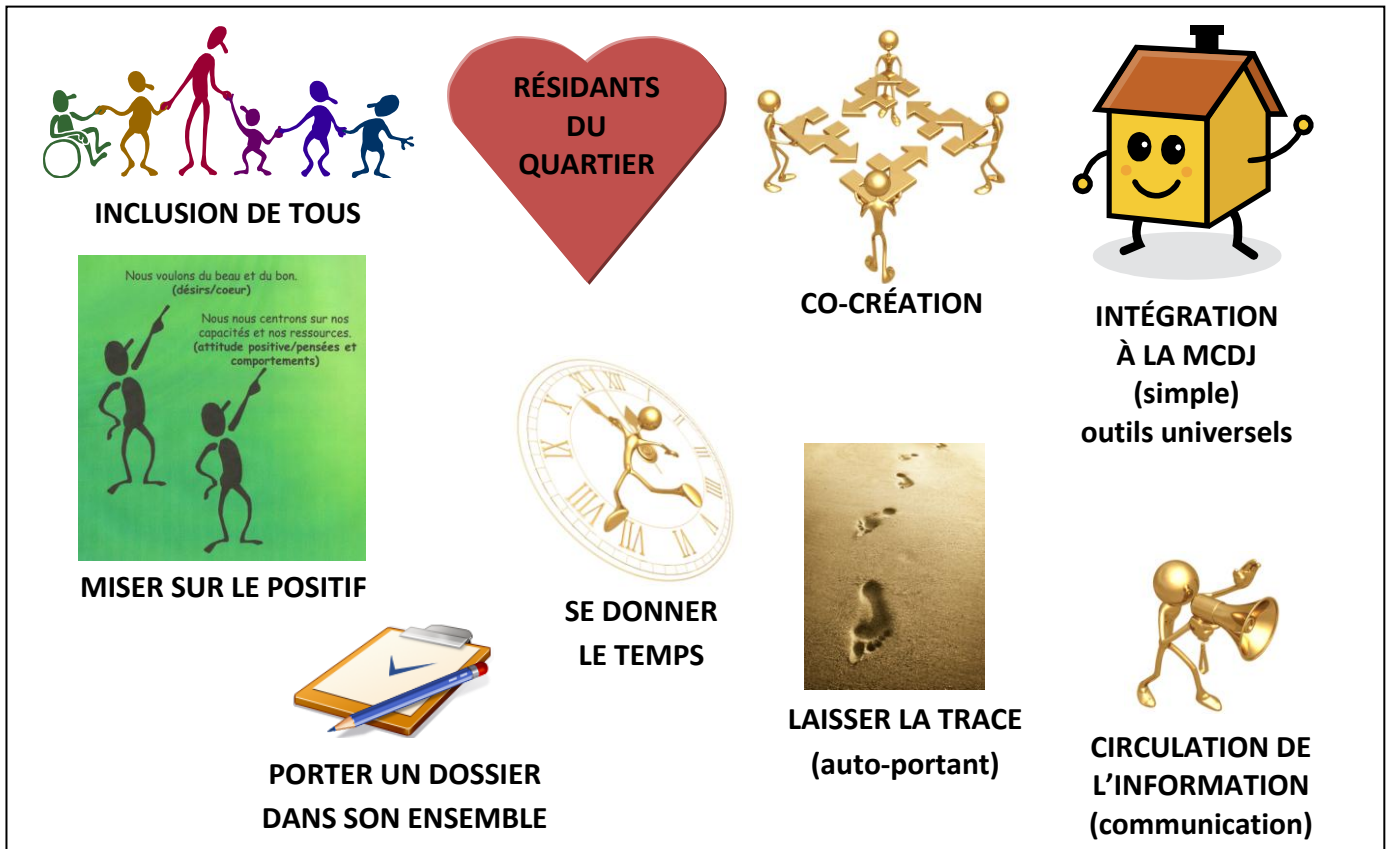 RÉSIDANTS
DU
QUARTIER
INCLUSION DE TOUS
CO-CRÉATION
INTÉGRATION
À LA MCDJ
(simple)
outils universels
Nous voulons du beau et du bon.
(désirs/coeur)
Nous nous centrons sur nos
capacités et nos ressources.
(attitude positive/pensées et
comportements)
MISER SUR LE POSITIF
SE DONNER
LE TEMPS
LAISSER LA TRACE
(auto-portant)
PORTER UN DOSSIER
DANS SON ENSEMBLE
CIRCULATION DE
L’INFORMATION
(communication)